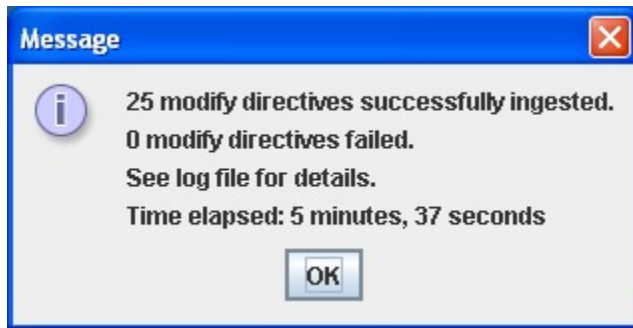 Message
25 modify directives successfully ingested.
0 modify directives failed.
See log file for details.
Time elapsed: 5 minutes, 37 seconds
OK